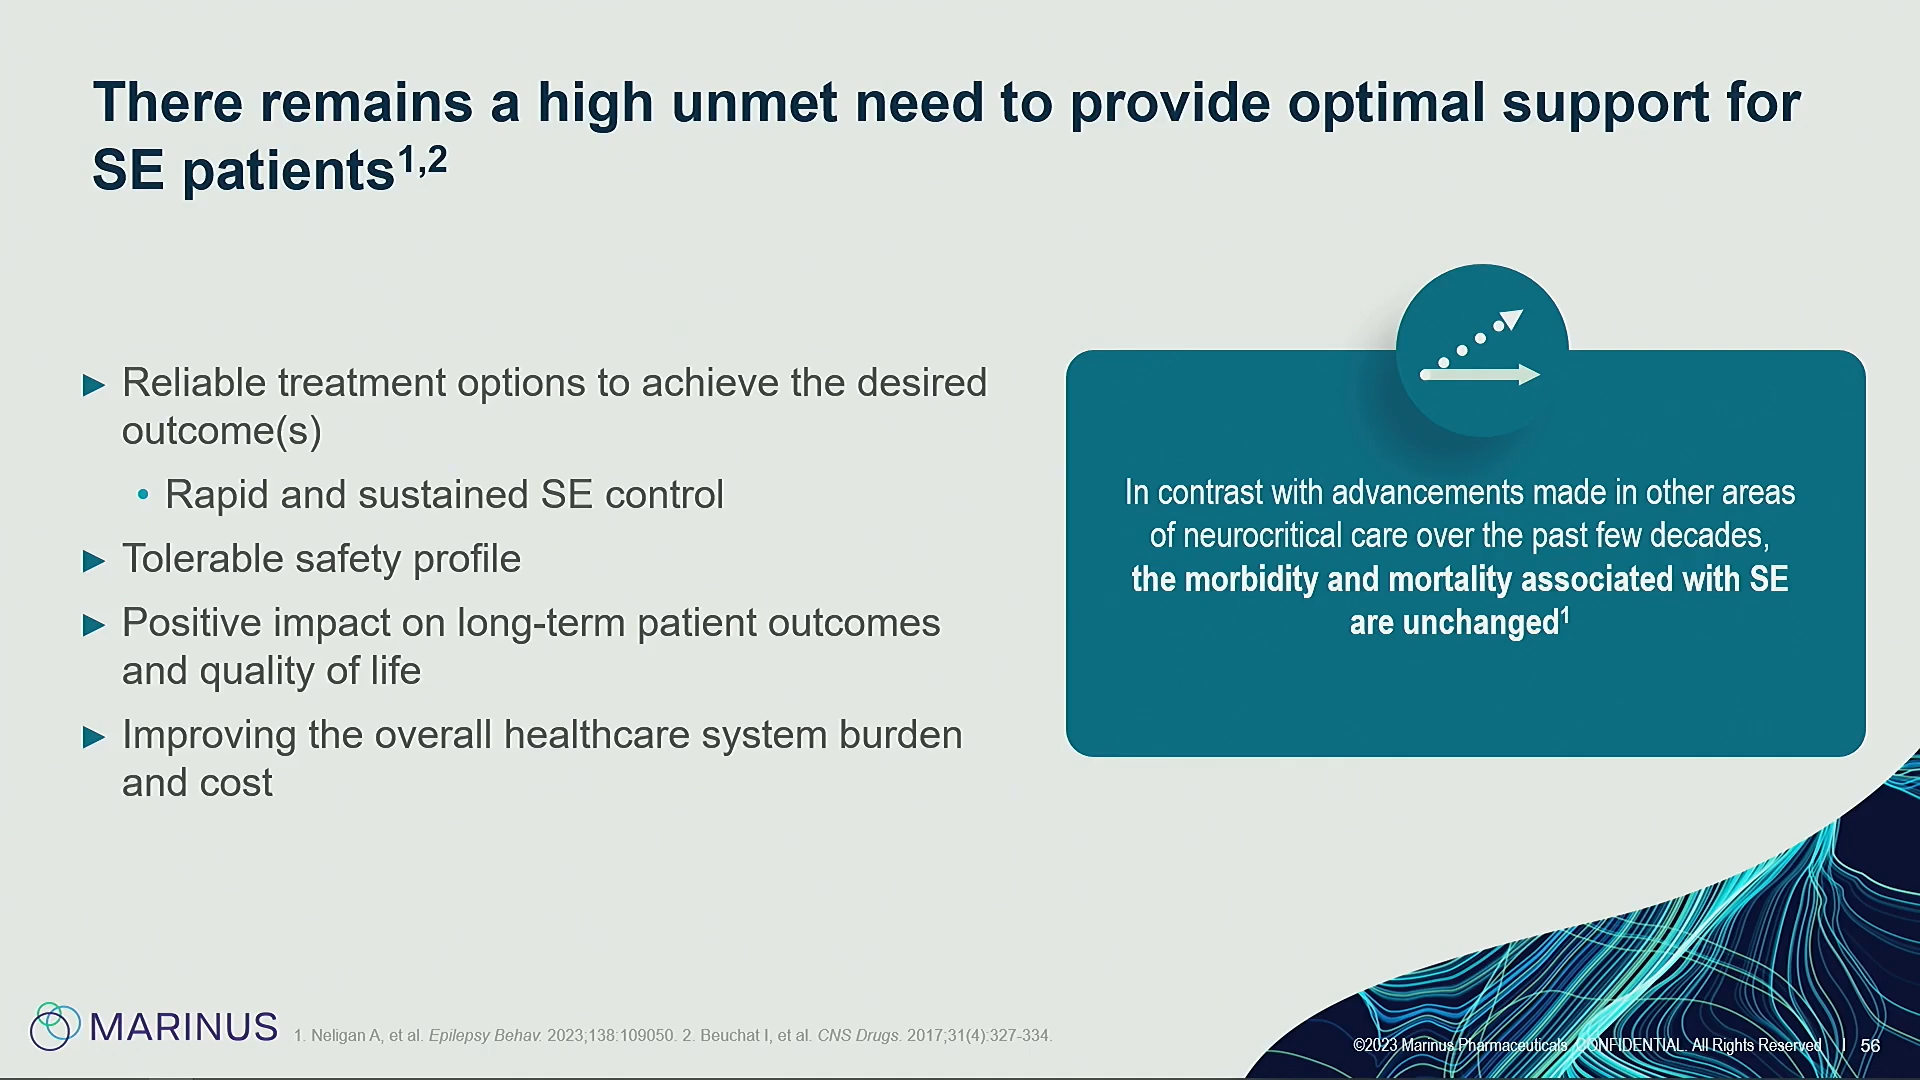 There remains a high unmet need to provide optimal support for
SE patients1,2
► Reliable treatment options to achieve the desired
outcome(s)
• Rapid and sustained SE control
► Tolerable safety profile
► Positive impact on long-term patient outcomes
and quality of life
► Improving the overall healthcare system burden
and cost
In contrast with advancements made in other areas
of neurocritical care over the past few decades,
the morbidity and mortality associated with SE
are unchanged1
MARINUS
1. Neligan A, et al. Epilepsy Behav. 2023;138:109050. 2. Beuchat I, et al. CNS Drugs. 2017;31(4):327-334.
©2023 Marinus Pharmaceuticals. CONFIDENTIAL. All Rights Reserved | 56